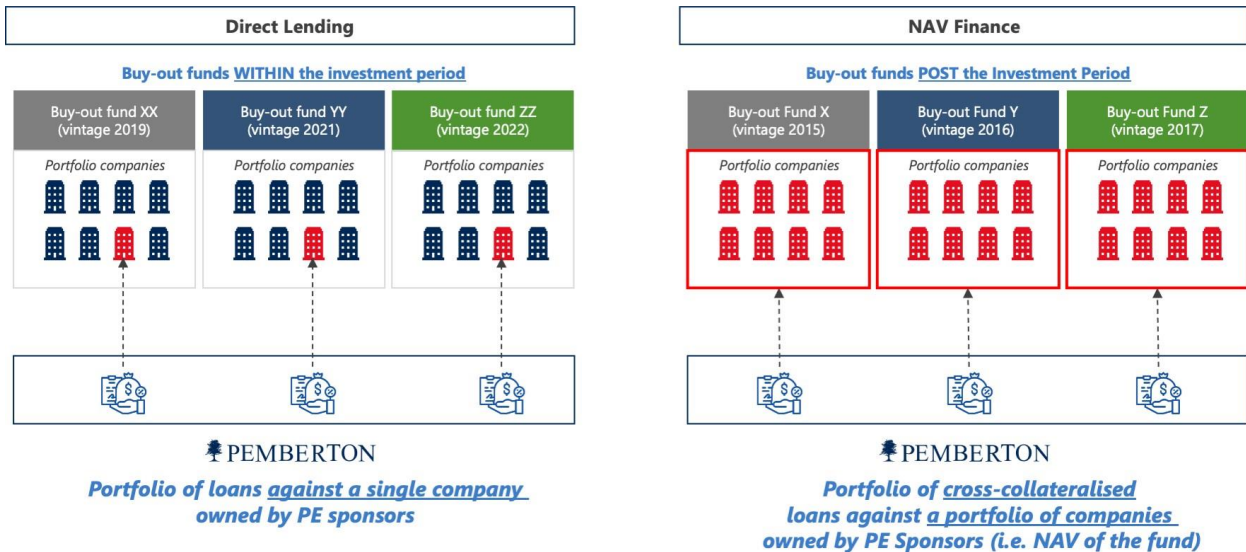 Direct Lending
Buy-out funds WITHIN the investment period
Buy-out fund XX
(vintage 2019)
Buy-out fund YY
(vintage 2021)
Buy-out fund ZZ
(vintage 2022)
Portfolio companies
Portfolio companies
Portfolio companies
PEMBERTON
Portfolio of loans against a single company
owned by PE sponsors
NAV Finance
Buy-out funds POST the Investment Period
Buy-out Fund X
(vintage 2015)
Buy-out Fund Y
(vintage 2016)
Buy-out Fund Z
(vintage 2017)
Portfolio companies
Portfolio companies
Portfolio companies
PEMBERTON
Portfolio of cross-collateralised
loans against a portfolio of companies
owned by PE Sponsors (i.e. NAV of the fund)